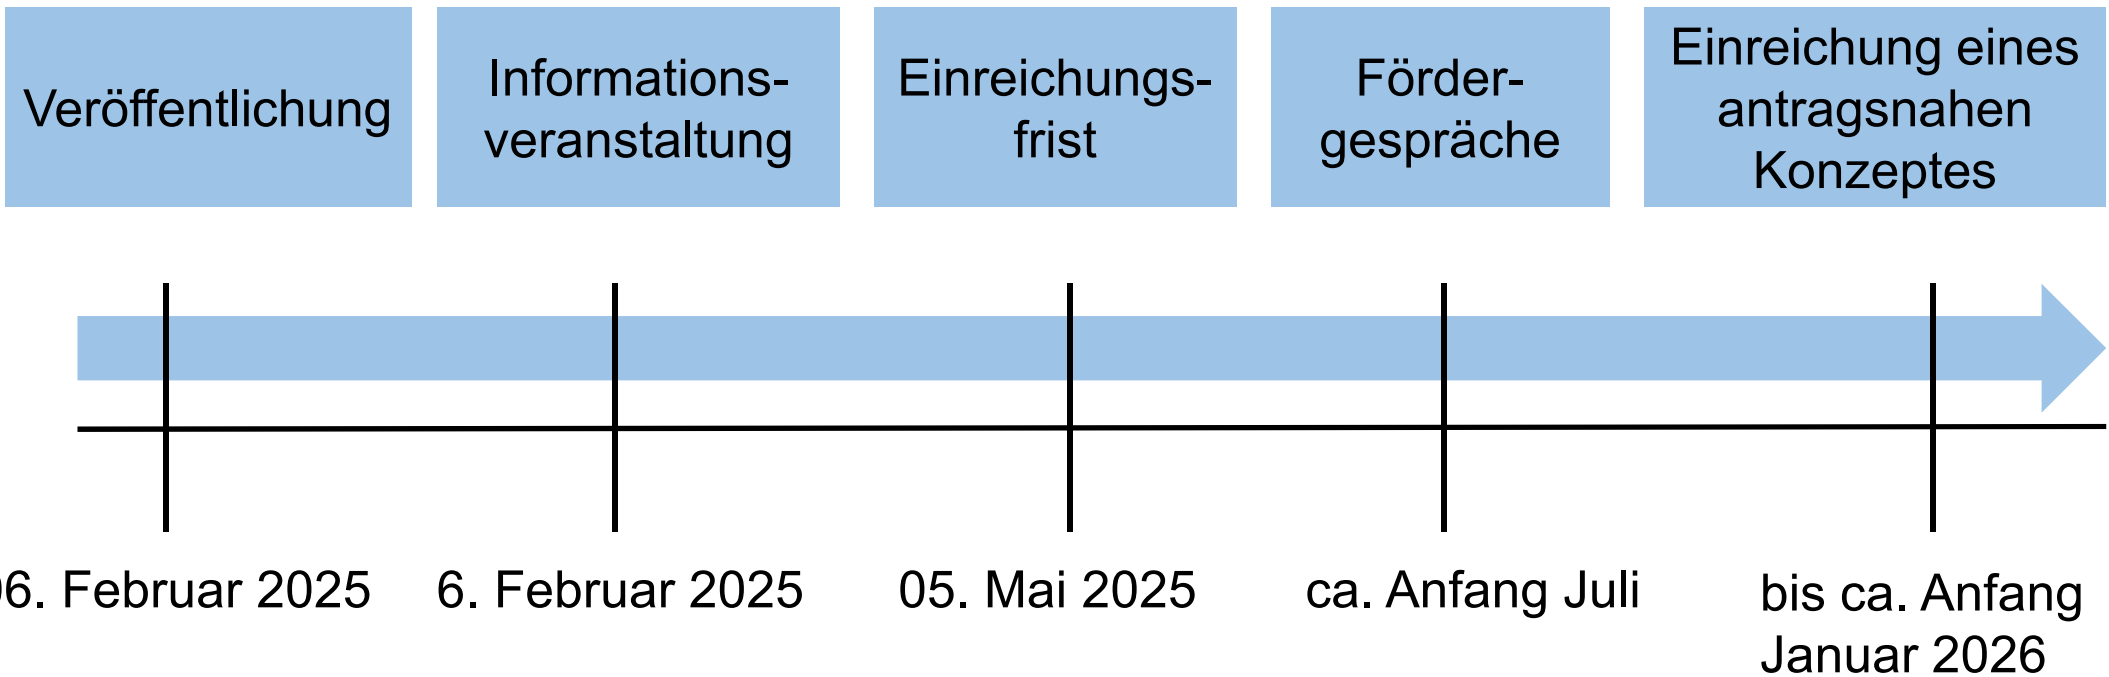 Veröffentlichung
Informations-
veranstaltung
Einreichungs-
frist
Förder-
gespräche
Einreichung eines
antragsnahen
Konzeptes
06. Februar 2025
6. Februar 2025
05. Mai 2025
ca. Anfang Juli
bis ca. Anfang
Januar 2026